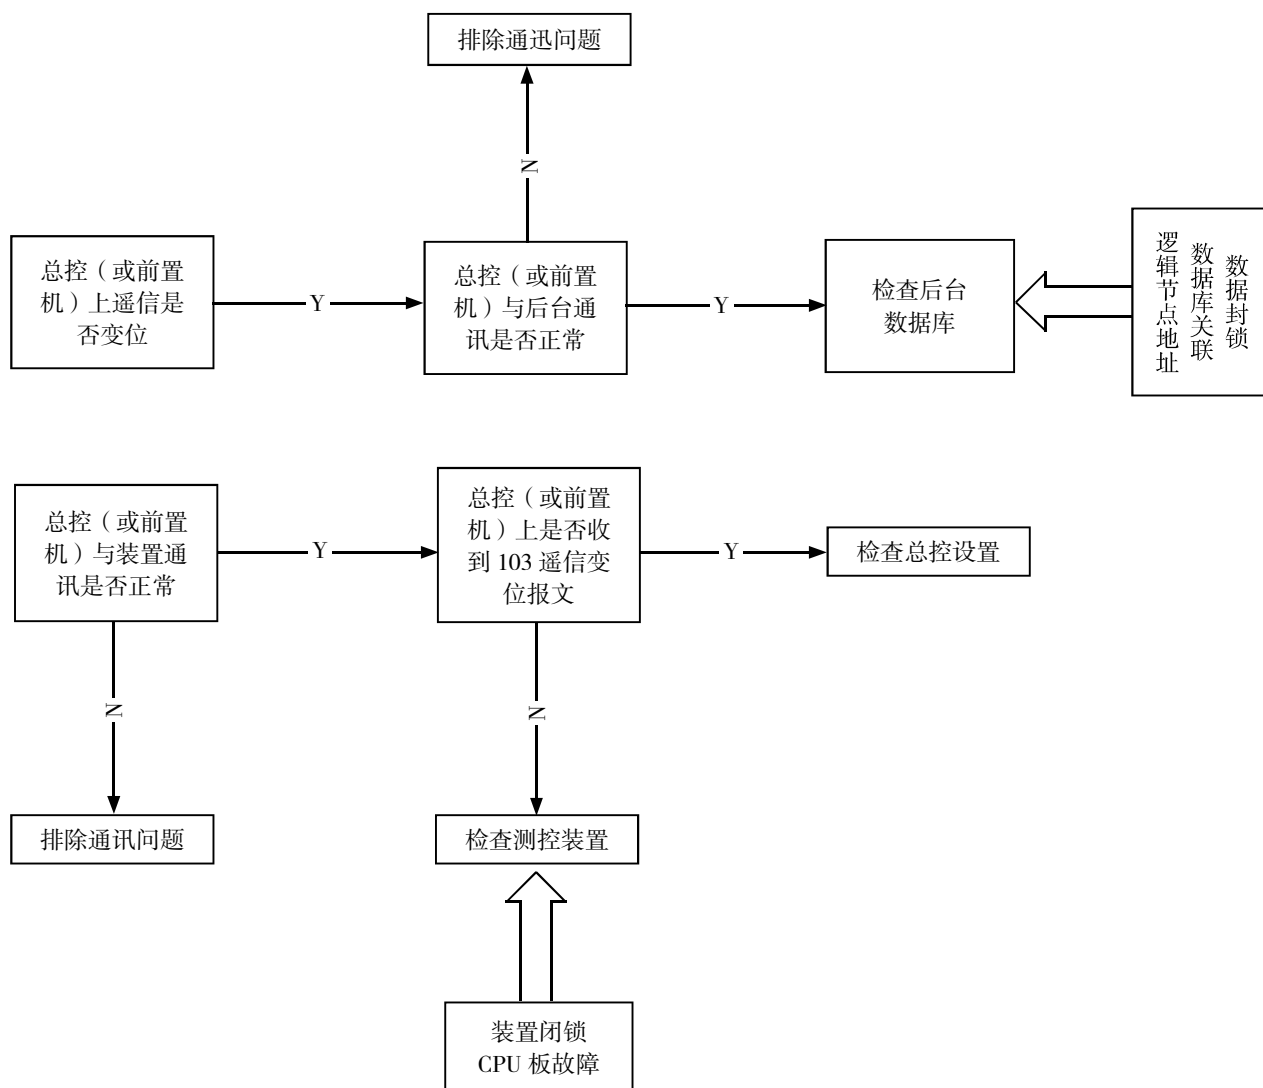 排除通迅问题
N
总控（或前置
机）上遥信是
否变位
Y
总控（或前置
机）与后台通
讯是否正常
Y
检查后台
数据库
数据封锁
数据库关联
逻辑节点地址
总控（或前置
机）与装置通
讯是否正常
Y
总控（或前置
机）上是否收
到 103 遥信变
位报文
Y
检查总控设置
N
N
排除通讯问题
检查测控装置
装置闭锁
CPU 板故障